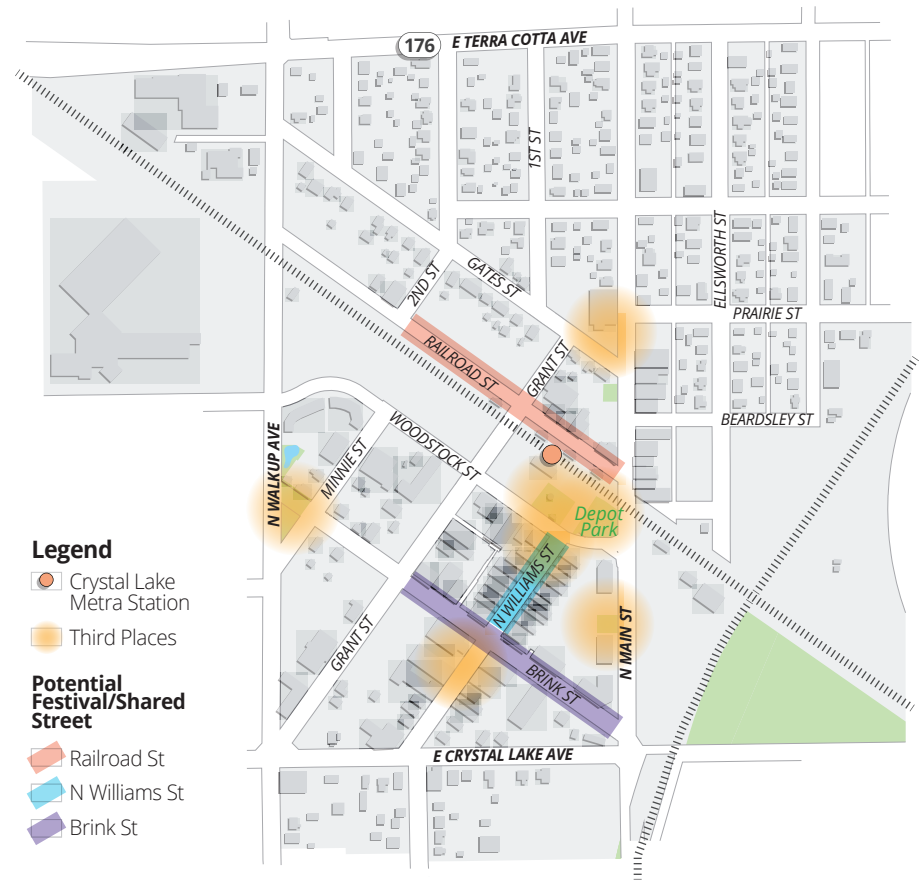 176
E TERRA COTTA AVE
1ST ST
ELLSWORTH ST
2ND ST
GATES ST
PRAIRIE ST
RAILROAD ST
GRANT ST
BEARDSLEY ST
WOODSTOCK ST
N WALKUP AVE
MINNIE ST
Depot
Park
N WILLIAMS ST
GRANT ST
N MAIN ST
BRINK ST
E CRYSTAL LAKE AVE
Legend
Crystal Lake
Metra Station
Third Places
Potential
Festival/Shared
Street
Railroad St
N Williams St
Brink St